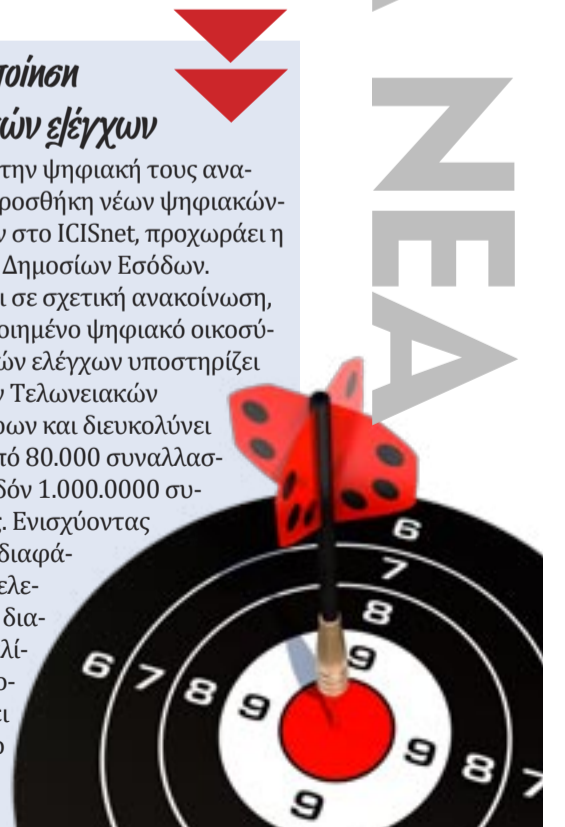 ποίηση
ών ελέγχων
την ψηφιακή τους ανα-
ροσθήκη νέων ψηφιακών-
ν στο ICISnet, προχωράει η
Δημοσίων Εσόδων.
ι σε σχετική ανακοίνωση,
οιημένο ψηφιακό οικοσύ-
ών ελέγχων υποστηρίζει
ν Τελωνειακών
ρων και διευκολύνει
πό 80.000 συναλλασ-
δόν 1.000.0000 συ-
ς. Ενισχύοντας
διαφά-
ελε-
δια-
λί-
ο-
ει
ο
ΝΕΑ
6
7
8
9
6 7 8 9
9 8 7
9